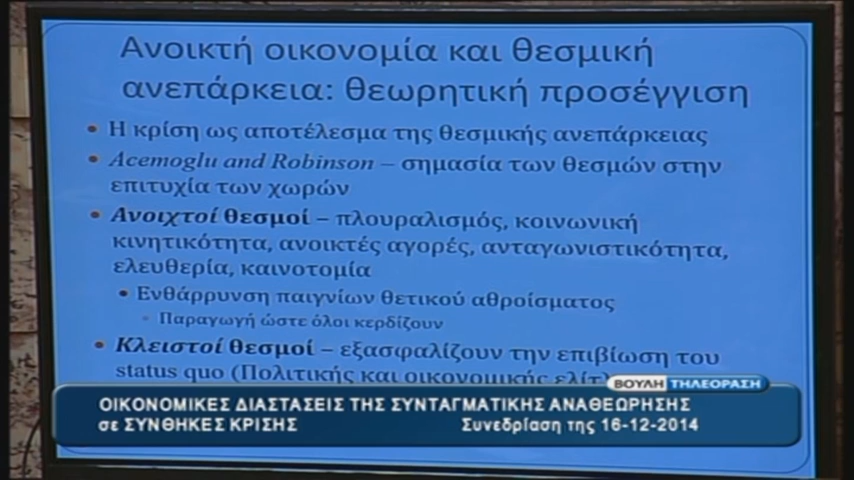 Ανοικτή οικονομία και θεσμική
ανεπάρκεια: θεωρητική προσέγγιση
• Η κρίση ως αποτέλεσμα της θεσμικής ανεπάρκειας
• Acemoglu and Robinson – σημασία των θεσμών στην
επιτυχία των χωρών
• Ανοιχτοί θεσμοί – πλουραλισμός, κοινωνική
κινητικότητα, ανοικτές αγορές, ανταγωνιστικότητα,
ελευθερία, καινοτομία
• Ενθάρρυνση παιγνίων θετικού αθροίσματος
• Παραγωγή ώστε όλοι κερδίζουν
• Κλειστοί θεσμοί – εξασφαλίζουν την επιβίωση του
status quo (Πολιτικής και οικονομικής
ΒΟΥΛΗ ΤΗΛΕΟΡΑΣΗ
ΟΙΚΟΝΟΜΙΚΕΣ ΔΙΑΣΤΑΣΕΙΣ ΤΗΣ ΣΥΝΤΑΓΜΑΤΙΚΗΣ ΑΝΑΘΕΩΡΗΣΗΣ
σε ΣΥΝΘΗΚΕΣ ΚΡΙΣΗΣ Συνεδρίαση της 16-12-2014